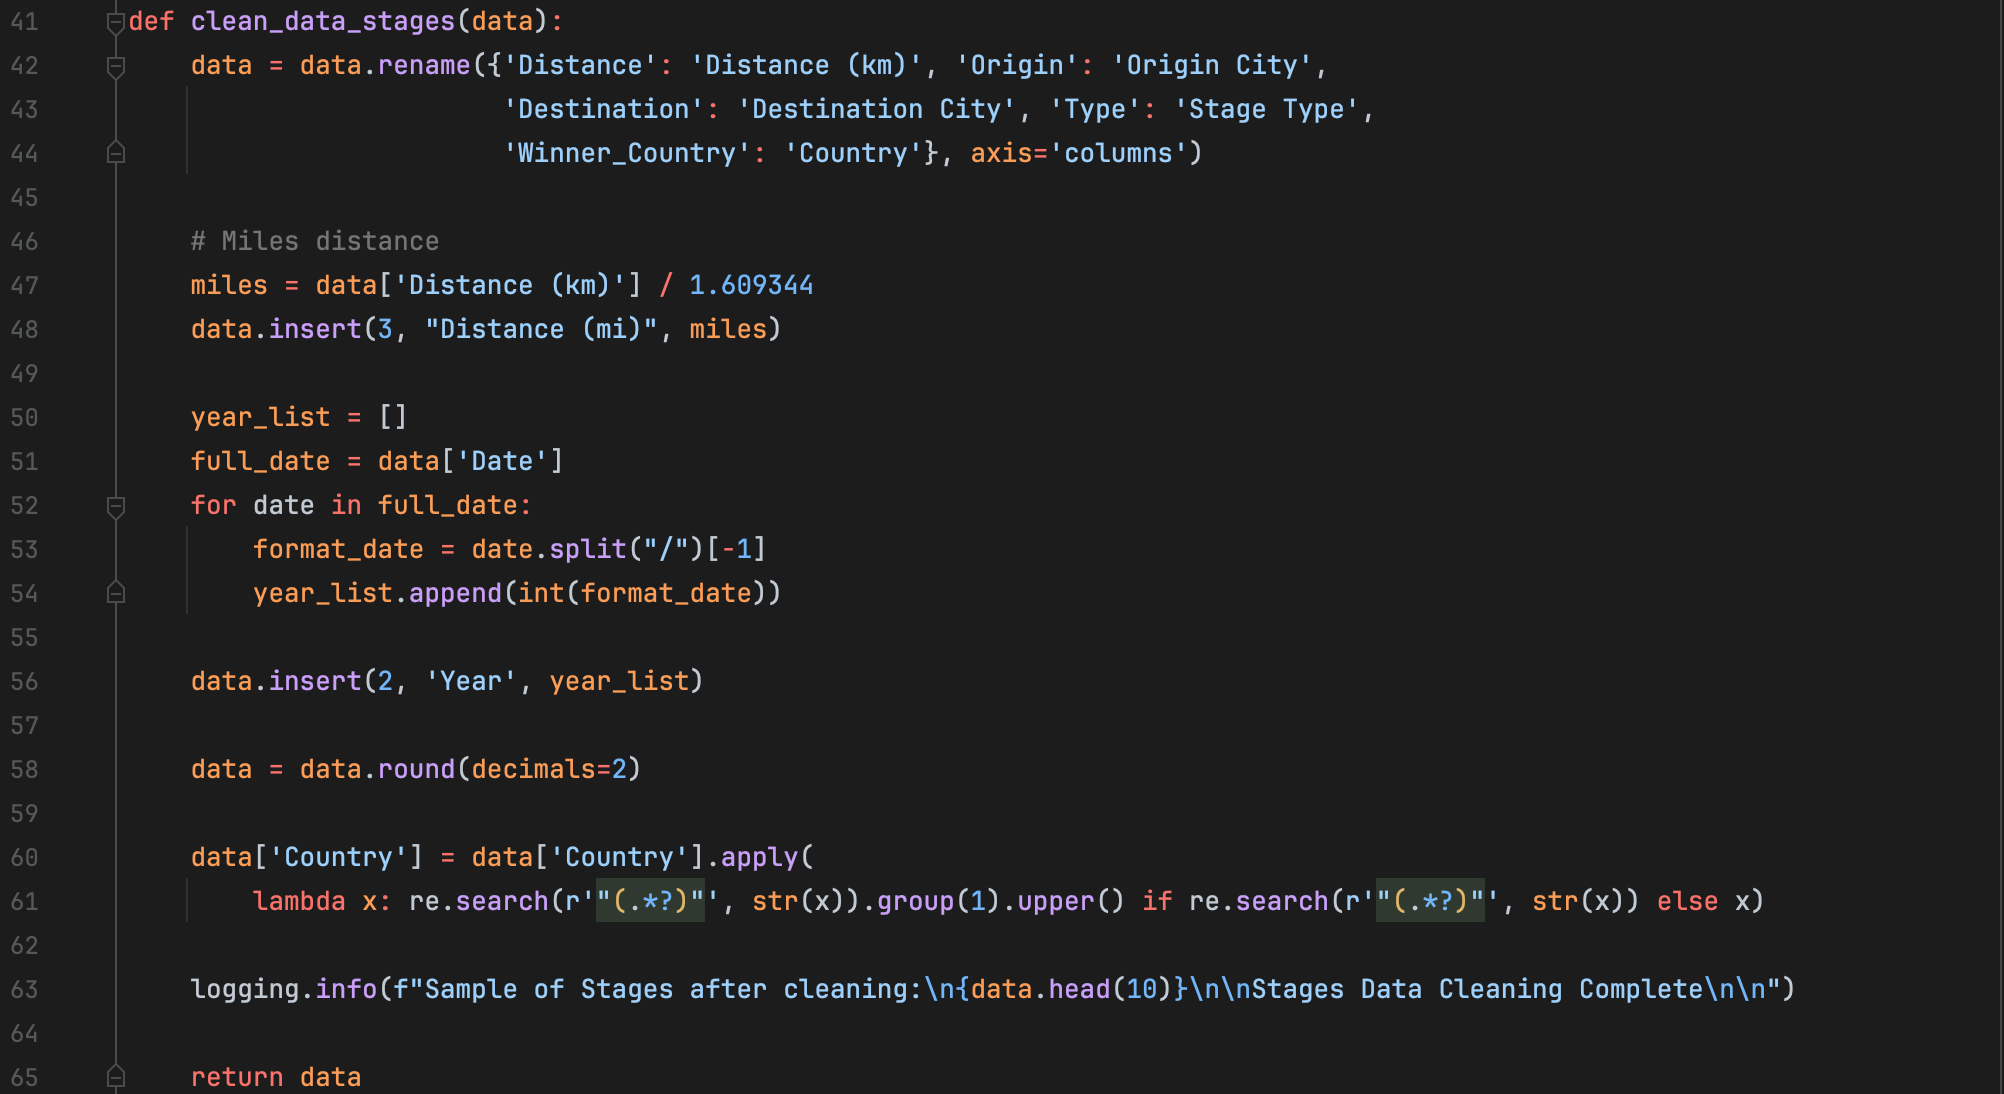 41 def clean_data_stages(data):
42     data = data.rename({'Distance': 'Distance (km)', 'Origin': 'Origin City',
43                         'Destination': 'Destination City', 'Type': 'Stage Type',
44                         'Winner_Country': 'Country'}, axis='columns')
45
46     # Miles distance
47     miles = data['Distance (km)'] / 1.609344
48     data.insert(3, "Distance (mi)", miles)
49
50     year_list = []
51     full_date = data['Date']
52     for date in full_date:
53         format_date = date.split("/")[-1]
54         year_list.append(int(format_date))
55
56     data.insert(2, 'Year', year_list)
57
58     data = data.round(decimals=2)
59
60     data['Country'] = data['Country'].apply(
61         lambda x: re.search(r'"(.*?)"', str(x)).group(1).upper() if re.search(r'"(.*?)"', str(x)) else x)
62
63     logging.info(f"Sample of Stages after cleaning:\n{data.head(10)}\n\nStages Data Cleaning Complete\n\n")
64
65     return data